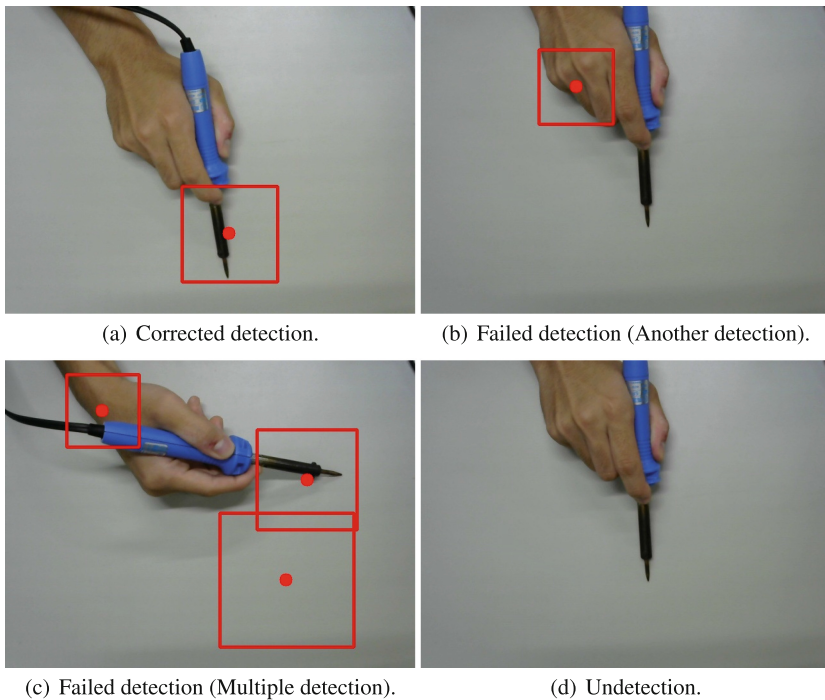 (a) Corrected detection.
(b) Failed detection (Another detection).
(c) Failed detection (Multiple detection).
(d) Undetection.